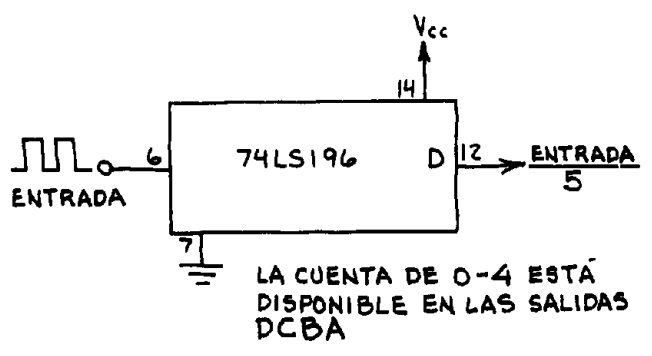 Vcc
14
6
74LS196
D
12
ENTRADA
5
ENTRADA
7
LA CUENTA DE 0-4 ESTÁ
DISPONIBLE EN LAS SALIDAS
DCBA